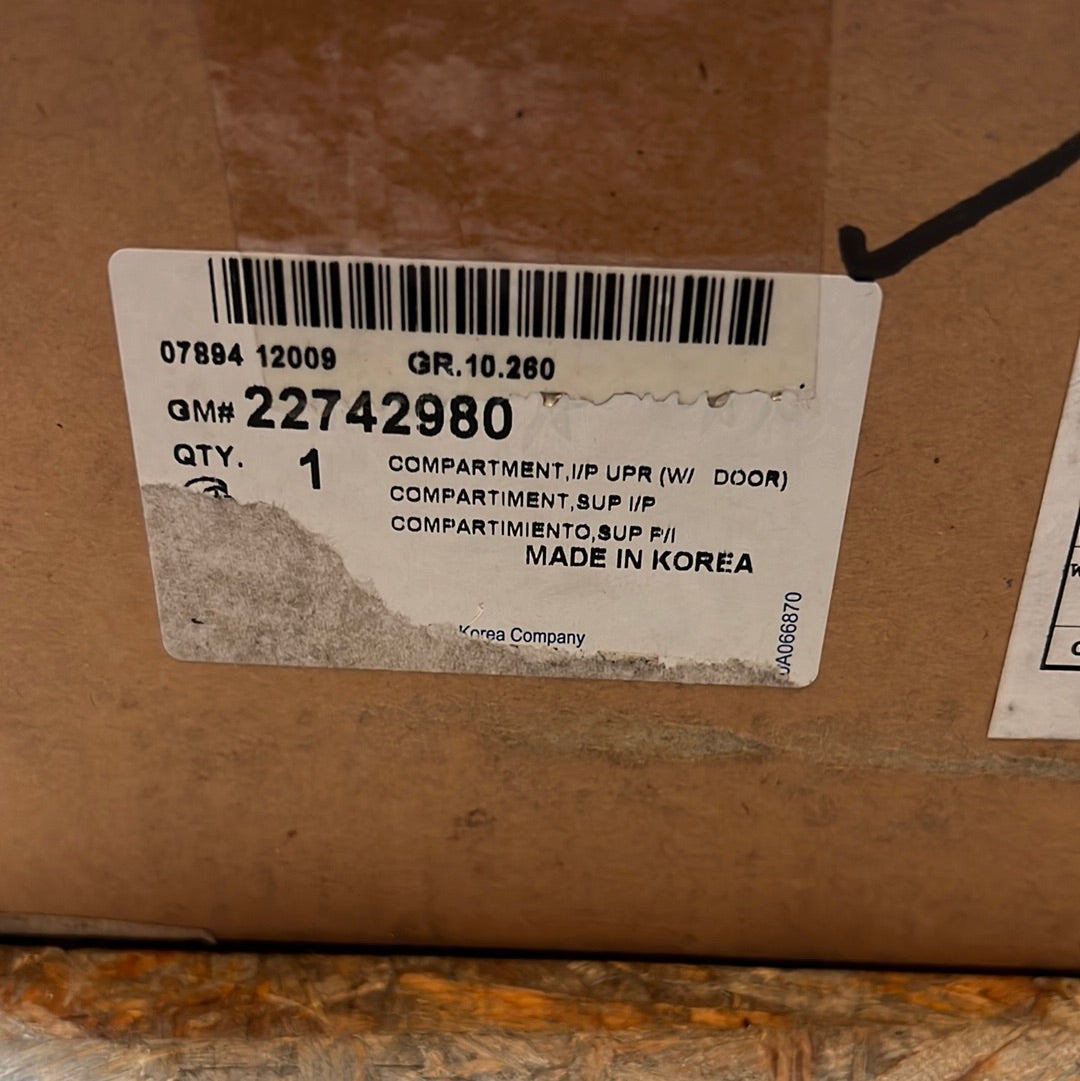 07894 12009 GR.10.260
GM# 22742980
QTY. 1
COMPARTMENT,I/P UPR (W/ DOOR)
COMPARTIMENT,SUP I/P
COMPARTIMIENTO,SUP P/I
MADE IN KOREA
Korea Company
A066870